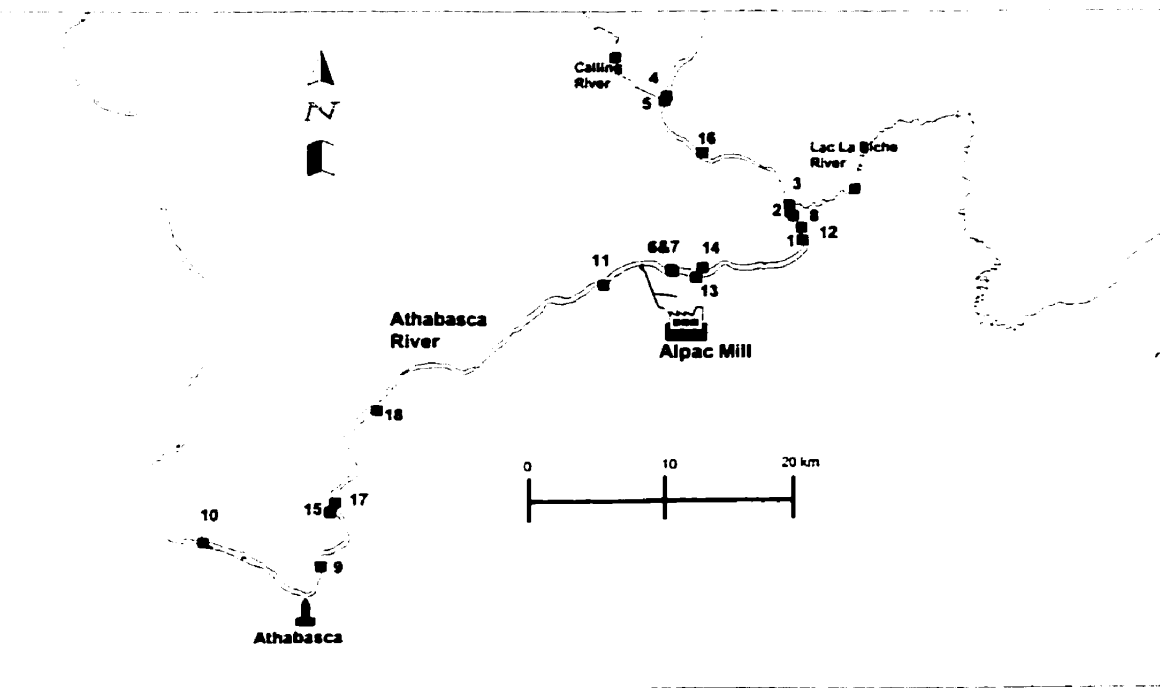 N
Calling
River
4
5
16
Lac La Biche
River
3
2
8
12
1
6&7
14
11
13
Athabasca
River
Alpac Mill
18
0
10
20 km
10
15
17
9
Athabasca